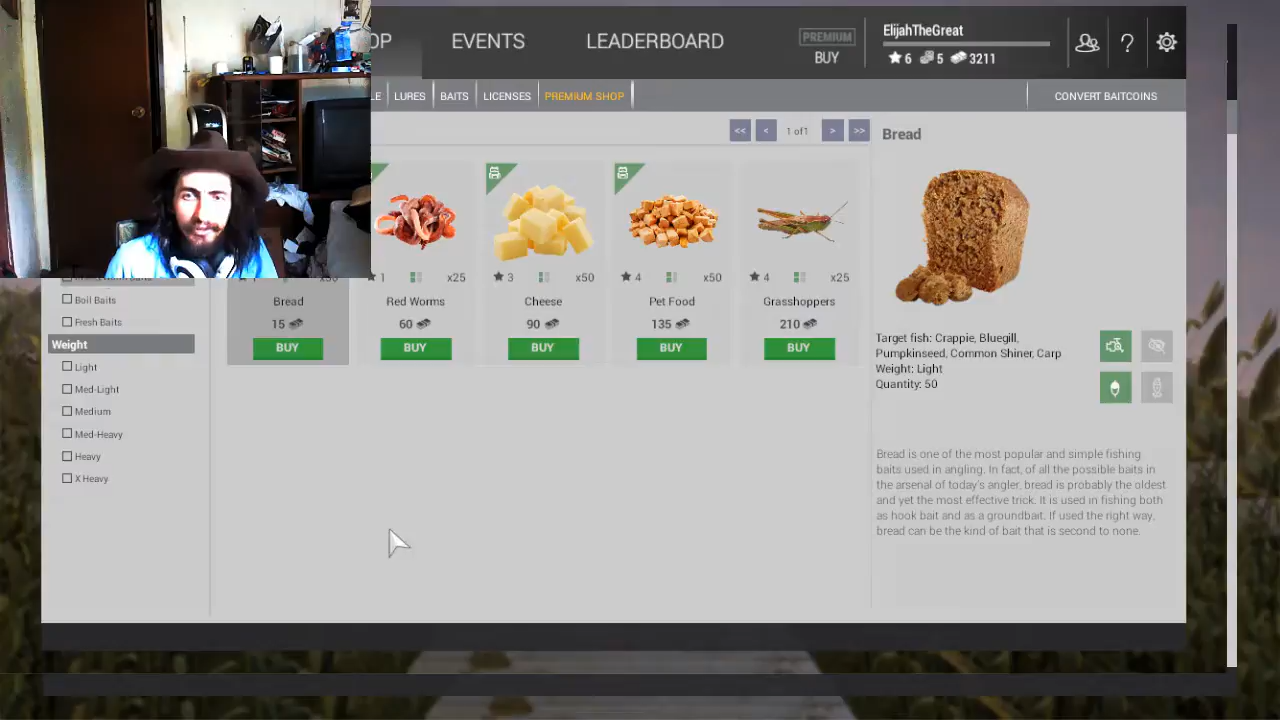 OP EVENTS LEADERBOARD PREMIUM BUY ElijahTheGreat
6 5 3211
LE LURES BAITS LICENSES PREMIUM SHOP CONVERT BAITCOINS
<< < 1 of1 > >>
Bread
1 x25 3 x50 4 x50 4 x25
Boil Baits
Fresh Baits
Weight
Light
Med-Light
Medium
Med-Heavy
Heavy
X Heavy
Bread Red Worms Cheese Pet Food Grasshoppers
15 60 90 135 210
BUY BUY BUY BUY BUY
Target fish: Crappie, Bluegill,
Pumpkinseed, Common Shiner, Carp
Weight: Light
Quantity: 50
Bread is one of the most popular and simple fishing
baits used in angling. In fact, of all the possible baits in
the arsenal of today's angler, bread is probably the oldest
and yet the most effective trick. It is used in fishing both
as hook bait and as a groundbait. If used the right way,
bread can be the kind of bait that is second to none.